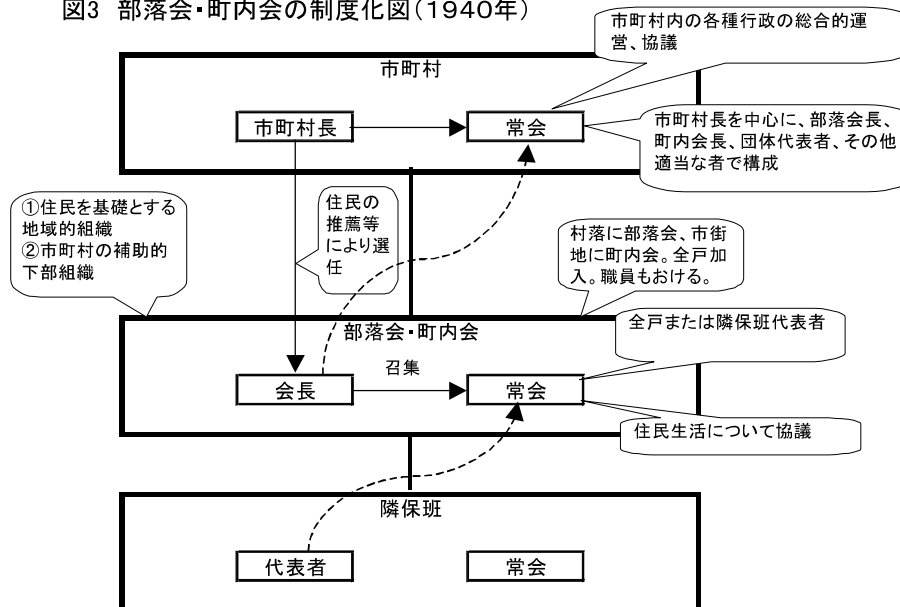 図3 部落会・町内会の制度化図(1940年)
市町村内の各種行政の総合的運
営、協議
市町村
市町村長
常会
市町村長を中心に、部落会長、
町内会長、団体代表者、その他
適当な者で構成
①住民を基礎とする
地域的組織
②市町村の補助的
下部組織
住民の
推薦等
により選
任
村落に部落会、市街
地に町内会。全戸加
入。職員もおける。
部落会・町内会
全戸または隣保班代表者
召集
会長
常会
住民生活について協議
隣保班
代表者
常会